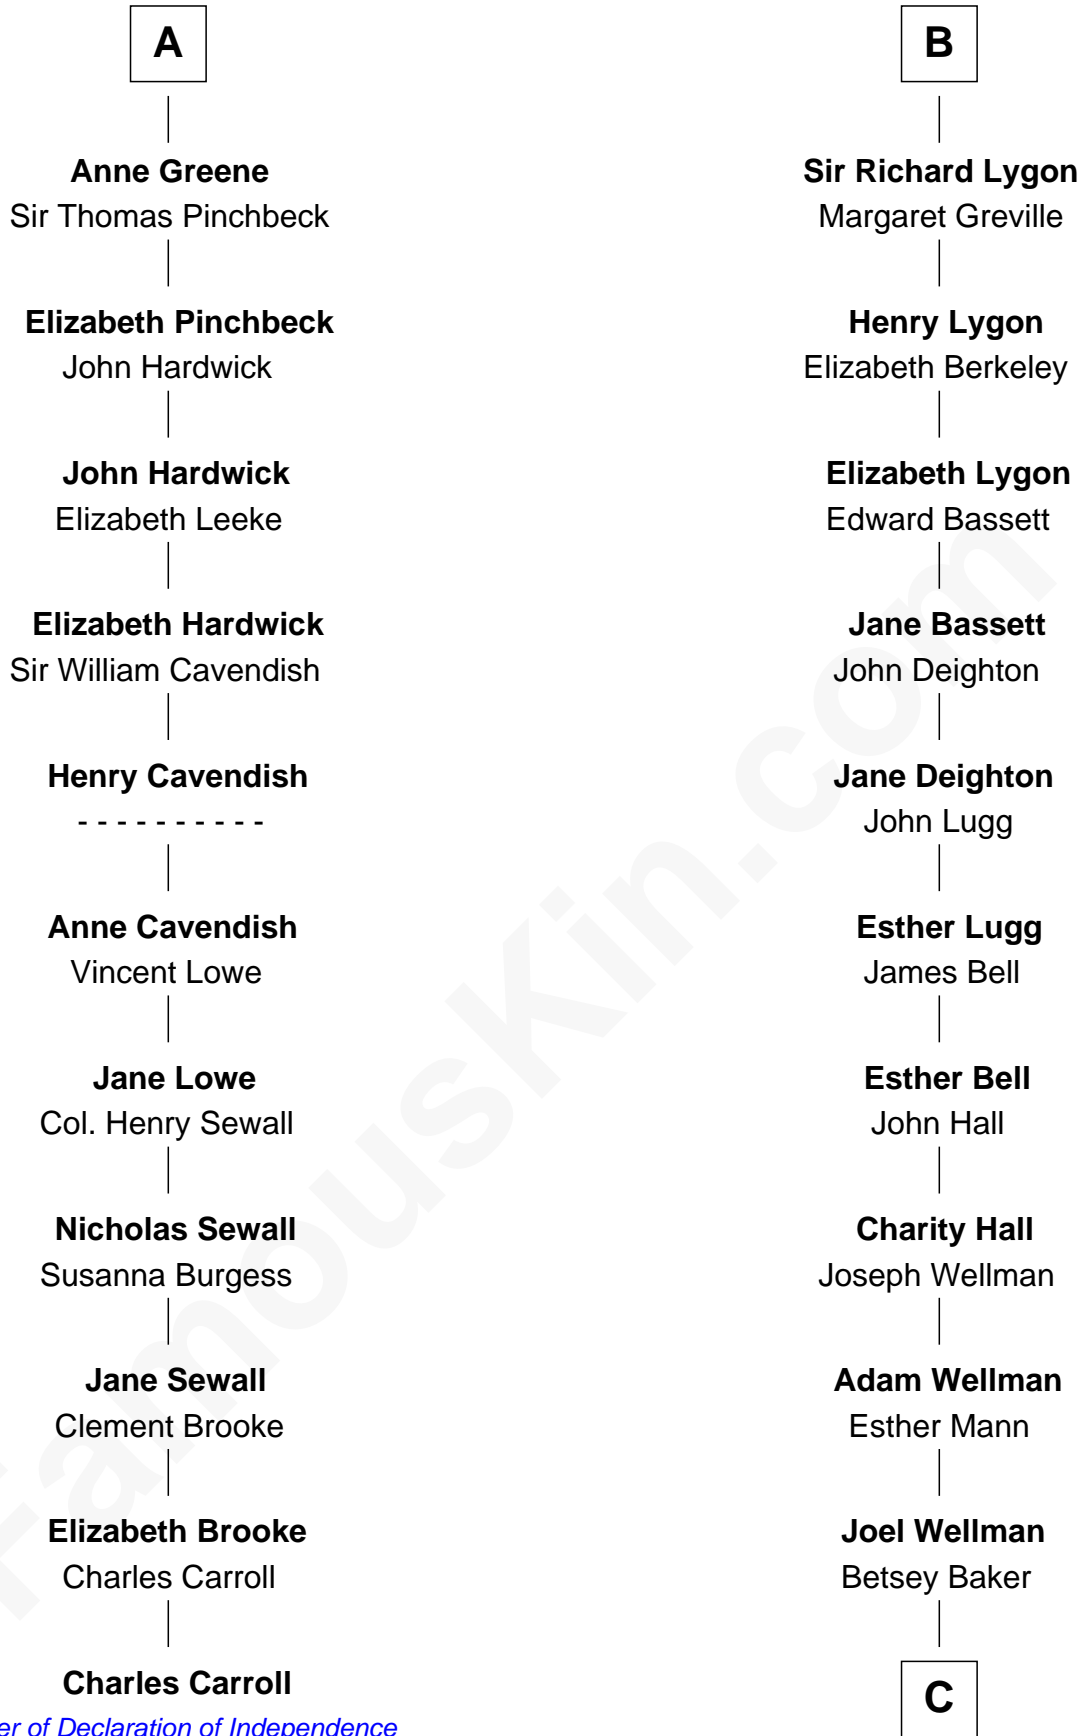 A
Anne Greene
Sir Thomas Pinchbeck
Elizabeth Pinchbeck
John Hardwick
John Hardwick
Elizabeth Leeke
Elizabeth Hardwick
Sir William Cavendish
Henry Cavendish
- - - - - - - - - -
Anne Cavendish
Vincent Lowe
Jane Lowe
Col. Henry Sewall
Nicholas Sewall
Susanna Burgess
Jane Sewall
Clement Brooke
Elizabeth Brooke
Charles Carroll
Charles Carroll
of Declaration of Independence
B
Sir Richard Lygon
Margaret Greville
Henry Lygon
Elizabeth Berkeley
Elizabeth Lygon
Edward Bassett
Jane Bassett
John Deighton
Jane Deighton
John Lugg
Esther Lugg
James Bell
Esther Bell
John Hall
Charity Hall
Joseph Wellman
Adam Wellman
Esther Mann
Joel Wellman
Betsey Baker
C
FamousKin.com